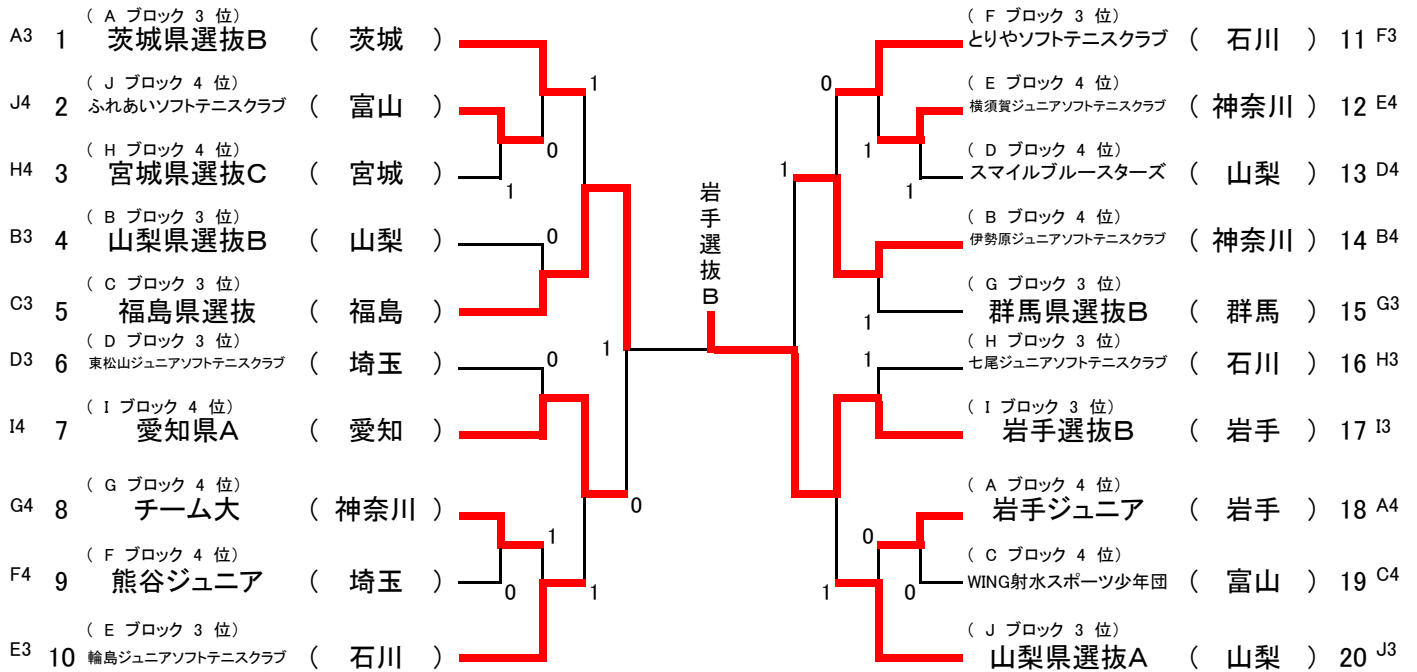 ( A ブロック 3 位)
A3 1 茨城県選抜B ( 茨城 )
1
( J ブロック 4 位)
J4 2 ふれあいソフトテニスクラブ ( 富山 )
0
( H ブロック 4 位)
H4 3 宮城県選抜C ( 宮城 )
1
( B ブロック 3 位)
B3 4 山梨県選抜B ( 山梨 )
0
( C ブロック 3 位)
C3 5 福島県選抜 ( 福島 )
1
( D ブロック 3 位)
D3 6 東松山ジュニアソフトテニスクラブ ( 埼玉 )
0
( I ブロック 4 位)
I4 7 愛知県A ( 愛知 )
0
( G ブロック 4 位)
G4 8 チーム大 ( 神奈川 )
1
( F ブロック 4 位)
F4 9 熊谷ジュニア ( 埼玉 )
0
1
( E ブロック 3 位)
E3 10 輪島ジュニアソフトテニスクラブ ( 石川 )
岩手選抜B
( F ブロック 3 位)
とりやソフトテニスクラブ ( 石川 ) 11 F3
0
( E ブロック 4 位)
横須賀ジュニアソフトテニスクラブ ( 神奈川 ) 12 E4
1
( D ブロック 4 位)
スマイルブルースターズ ( 山梨 ) 13 D4
1
1
( B ブロック 4 位)
伊勢原ジュニアソフトテニスクラブ ( 神奈川 ) 14 B4
( G ブロック 3 位)
群馬県選抜B ( 群馬 ) 15 G3
1
( H ブロック 3 位)
七尾ジュニアソフトテニスクラブ ( 石川 ) 16 H3
1
( I ブロック 3 位)
岩手選抜B ( 岩手 ) 17 I3
( A ブロック 4 位)
岩手ジュニア ( 岩手 ) 18 A4
0
( C ブロック 4 位)
WING射水スポーツ少年団 ( 富山 ) 19 C4
0
1
( J ブロック 3 位)
山梨県選抜A ( 山梨 ) 20 J3